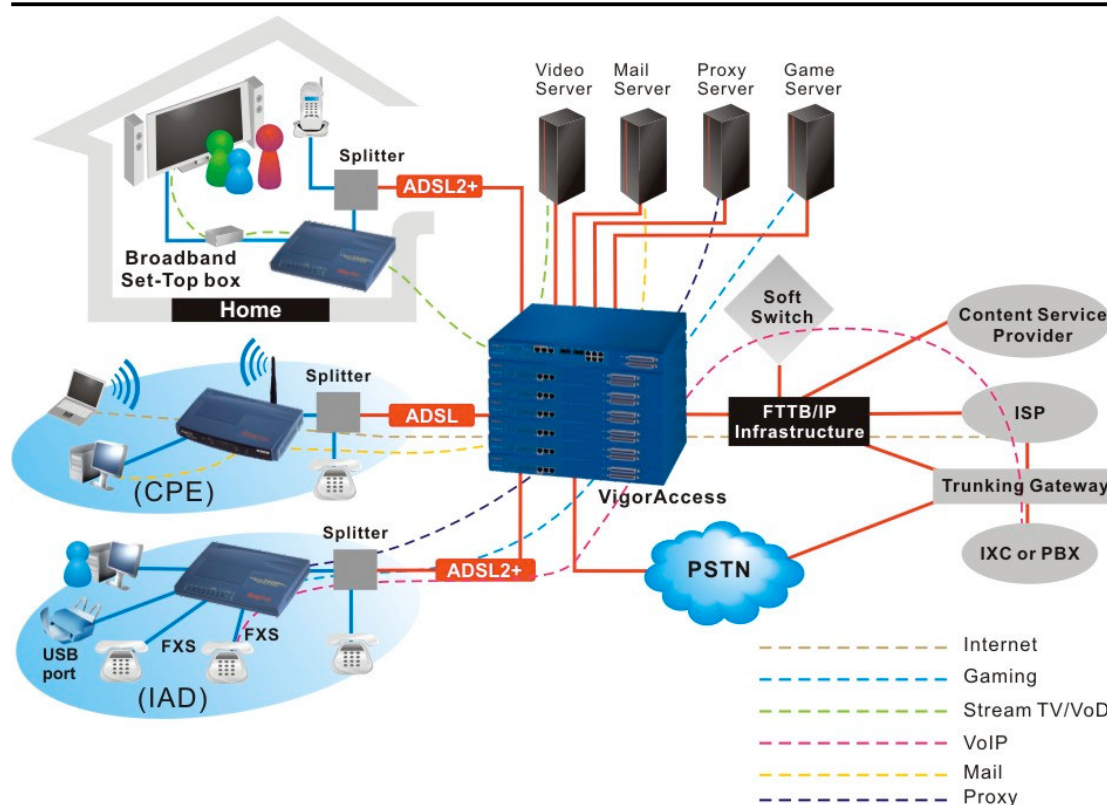 Video
Server
Mail
Server
Proxy
Server
Game
Server
Splitter
ADSL2+
Broadband
Set-Top box
Home
Soft
Switch
Content Service
Provider
Splitter
ADSL
FTTB/IP
Infrastructure
ISP
(CPE)
VigorAccess
Trunking Gateway
Splitter
ADSL2+
PSTN
IXC or PBX
USB
port
FXS
FXS
(IAD)
Internet
Gaming
Stream TV/VoD
VoIP
Mail
Proxy